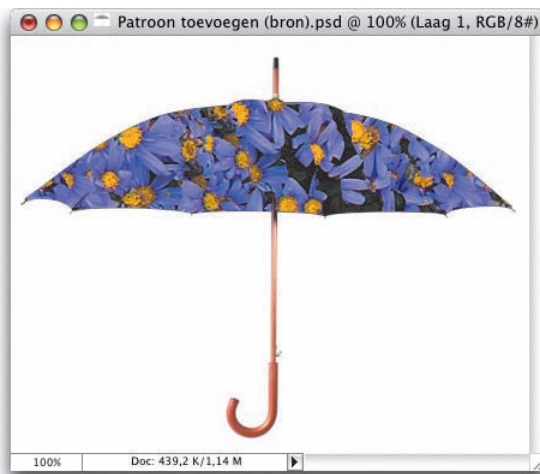 Patroon toevoegen (bron).psd @ 100% (Laag 1, RGB/8#)
100% Doc: 439,2 K/1,14 M